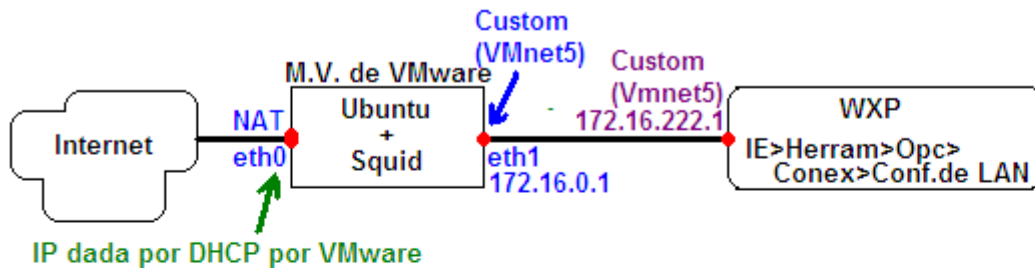 Custom
(VMnet5)
Custom
(Vmnet5)
M.V. de VMware
NAT
Ubuntu
+
Squid
172.16.222.1
WXP
Internet
eth0
eth1
172.16.0.1
IE>Herram>Opc>
Conex>Conf.de LAN
IP dada por DHCP por VMware